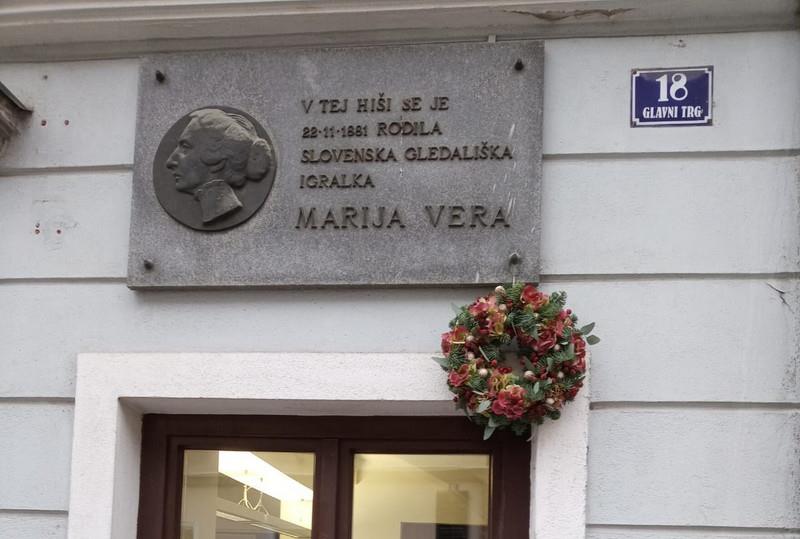 V TEJ HIŠI SE JE
22·11·1881 RODILA
SLOVENSKA GLEDALIŠKA
IGRALKA
MARIJA VERA
18
GLAVNI TRG